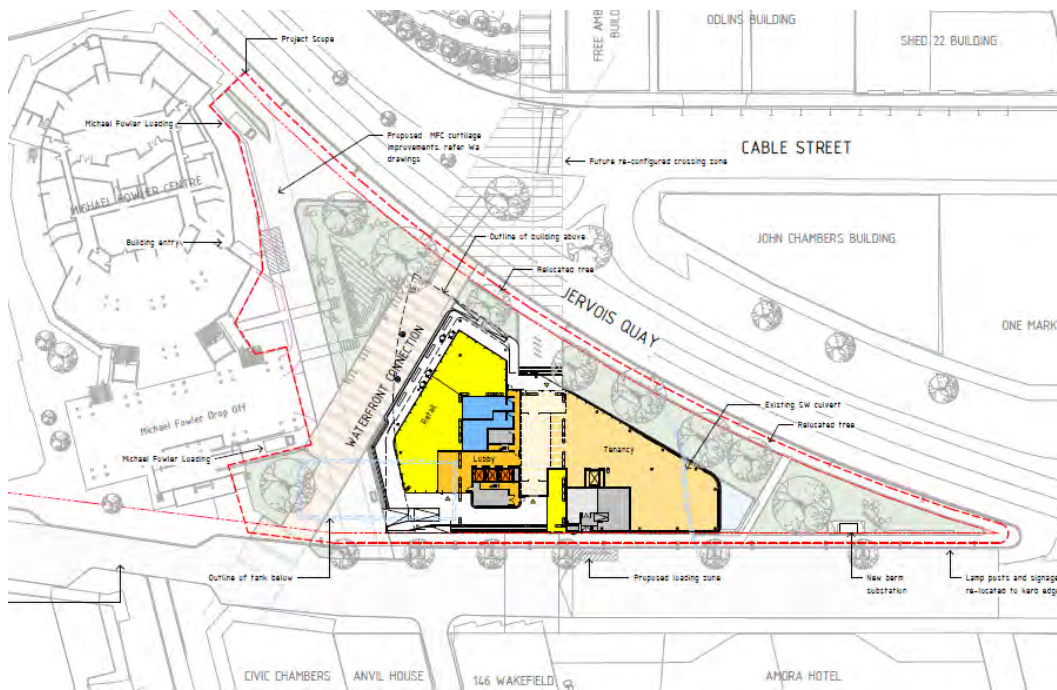 ODLINS BUILDING
FREE AMB
BUIL
SHED 22 BUILDING
Project Scope
Michael Fowler Loading
Proposed MFC curtilage
improvements, refer Wa
drawings
CABLE STREET
Future re-configured crossing zone
MICHAEL FOWLER CENTRE
Building entry
Outline of building above
JOHN CHAMBERS BUILDING
Relocated tree
JERVOIS QUAY
ONE MARK
WATERFRONT CONNECTION
Existing SW culvert
Michael Fowler Drop Off
Retail
Relocated tree
Tenancy
Michael Fowler Loading
Lobby
Outline of tank below
Proposed loading zone
New berm
substation
Lamp posts and signage
re-located to kerb edge
CIVIC CHAMBERS
ANVIL HOUSE
146 WAKEFIELD
AMORA HOTEL